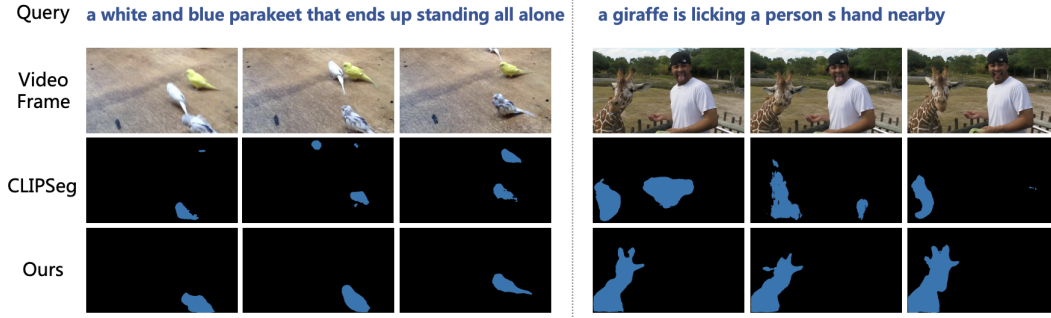 Query
a white and blue parakeet that ends up standing all alone
a giraffe is licking a person s hand nearby
Video
Frame
CLIPSeg
Ours